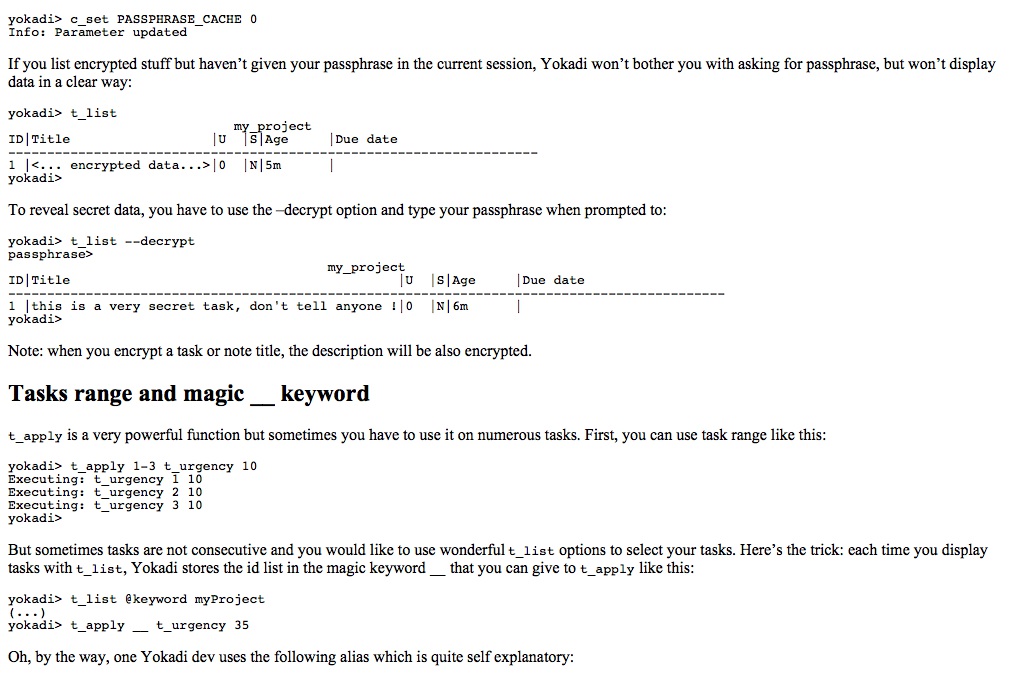 yokadi> c_set PASSPHRASE_CACHE 0
Info: Parameter updated
If you list encrypted stuff but haven’t given your passphrase in the current session, Yokadi won’t bother you with asking for passphrase, but won’t display
data in a clear way:
yokadi> t_list
my_project
ID|Title |U |S|Age |Due date
--------------------------------------------------------------------
1 |<... encrypted data...>|0 |N|5m |
yokadi>
To reveal secret data, you have to use the –decrypt option and type your passphrase when prompted to:
yokadi> t_list --decrypt
passphrase>
my_project
ID|Title |U |S|Age |Due date
--------------------------------------------------------------------------------------------
1 |this is a very secret task, don't tell anyone !|0 |N|6m |
yokadi>
Note: when you encrypt a task or note title, the description will be also encrypted.
Tasks range and magic __ keyword
t_apply is a very powerful function but sometimes you have to use it on numerous tasks. First, you can use task range like this:
yokadi> t_apply 1-3 t_urgency 10
Executing: t_urgency 1 10
Executing: t_urgency 2 10
Executing: t_urgency 3 10
yokadi>
But sometimes tasks are not consecutive and you would like to use wonderful t_list options to select your tasks. Here’s the trick: each time you display
tasks with t_list, Yokadi stores the id list in the magic keyword __ that you can give to t_apply like this:
yokadi> t_list @keyword myProject
(...)
yokadi> t_apply __ t_urgency 35
Oh, by the way, one Yokadi dev uses the following alias which is quite self explanatory: